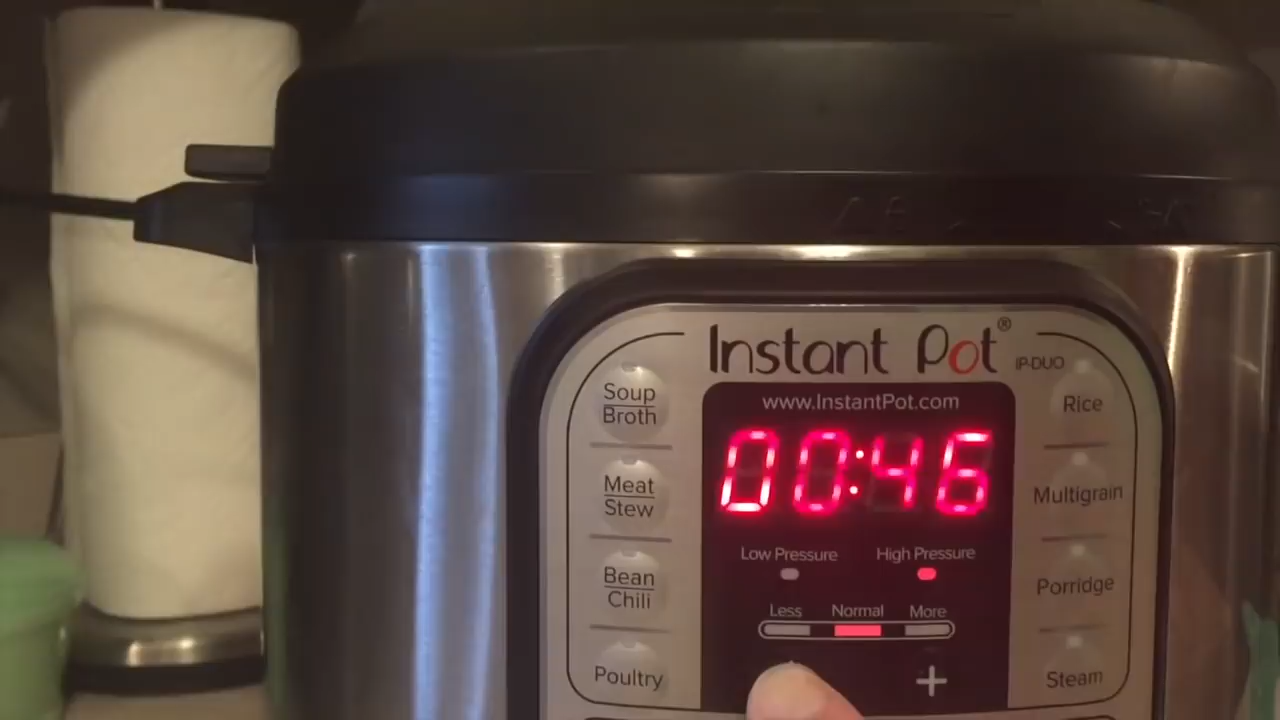 Instant Pot®
IP-DUO
www.InstantPot.com
00:46
Low Pressure
High Pressure
Less
Normal
More
+
Soup
Broth
Meat
Stew
Bean
Chili
Poultry
Rice
Multigrain
Porridge
Steam